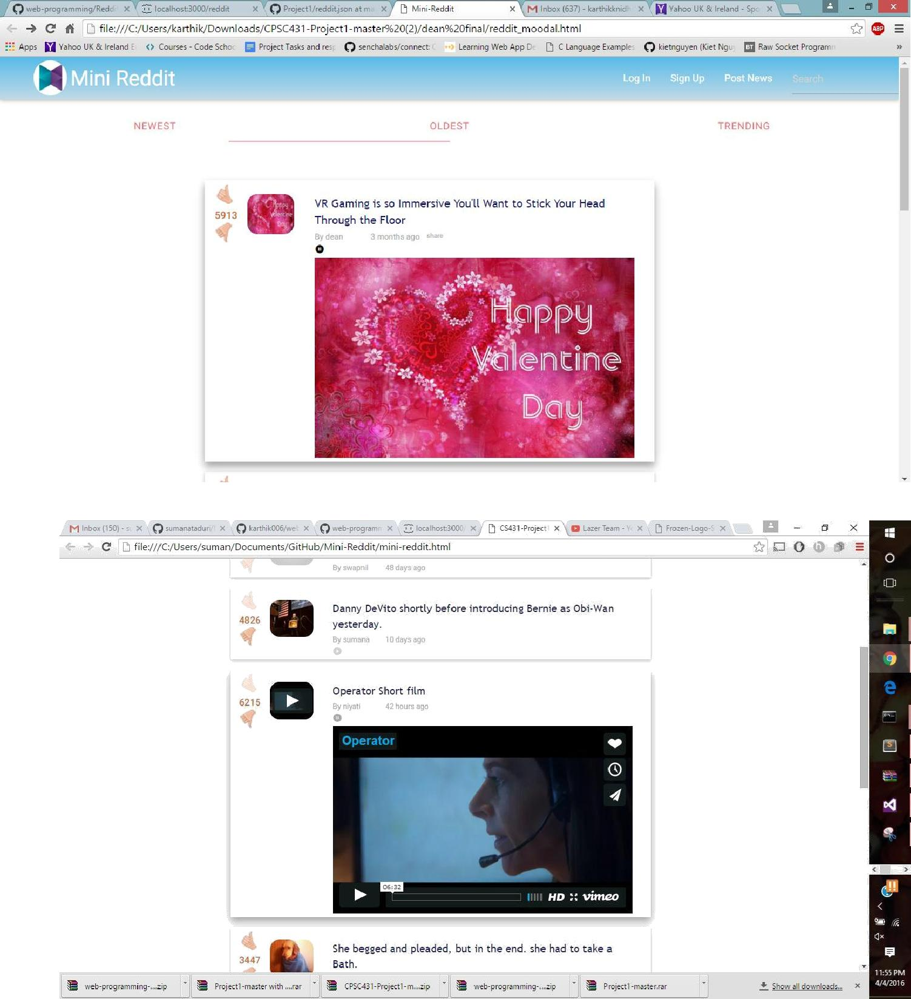 web-programming/Reddi
localhost:3000/reddit
Project1/reddit.json at ma
Mini-Reddit
Inbox (637) - karthikknidh
Yahoo UK & Ireland - Spo
file:///C:/Users/karthik/Downloads/CPSC431-Project1-master%20(2)/dean%20final/reddit_moodal.html
ABP
Apps
Yahoo UK & Ireland E
Courses - Code Schoo
Project Tasks and resp
senchalabs/connect: C
Learning Web App De
C Language Examples
kietnguyen (Kiet Ngu
BT
Raw Socket Programm
»
Mini Reddit
Log In
Sign Up
Post News
Search
NEWEST
OLDEST
TRENDING
5913
VR Gaming is so Immersive You'll Want to Stick Your Head
Through the Floor
By dean
3 months ago
share
Happy
Valentine
Day
Happy
Valentine
Day
Inbox (150) - s
sumanataduri/
karthik006/we
web-programm
localhost:3000/
CS431-Project1
Lazer Team - Y
Frozen-Logo-S
file:///C:/Users/suman/Documents/GitHub/Mini-Reddit/mini-reddit.html
By swapnil
48 days ago
4826
Danny DeVito shortly before introducing Bernie as Obi-Wan
yesterday.
By sumana
10 days ago
6215
Operator Short film
By niyati
42 hours ago
Operator
06:32
HD
vimeo
3447
She begged and pleaded, but in the end. she had to take a
Bath.
web-programming-....zip
Project1-master with ....rar
CPSC431-Project1-m....zip
web-programming-....zip
Project1-master.rar
Show all downloads...
11:55 PM
4/4/2016